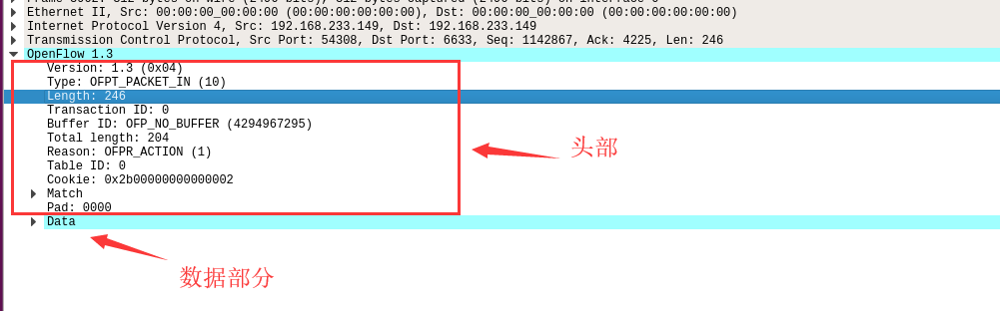 Ethernet II, Src: 00:00:00_00:00:00 (00:00:00:00:00:00), Dst: 00:00:00_00:00:00 (00:00:00:00:00:00)
Internet Protocol Version 4, Src: 192.168.233.149, Dst: 192.168.233.149
Transmission Control Protocol, Src Port: 54308, Dst Port: 6633, Seq: 1142867, Ack: 4225, Len: 246
OpenFlow 1.3
Version: 1.3 (0x04)
Type: OFPT_PACKET_IN (10)
Length: 246
Transaction ID: 0
Buffer ID: OFP_NO_BUFFER (4294967295)
Total length: 204
Reason: OFPR_ACTION (1)
Table ID: 0
Cookie: 0x2b00000000000002
Match
Pad: 0000
Data
头部
数据部分